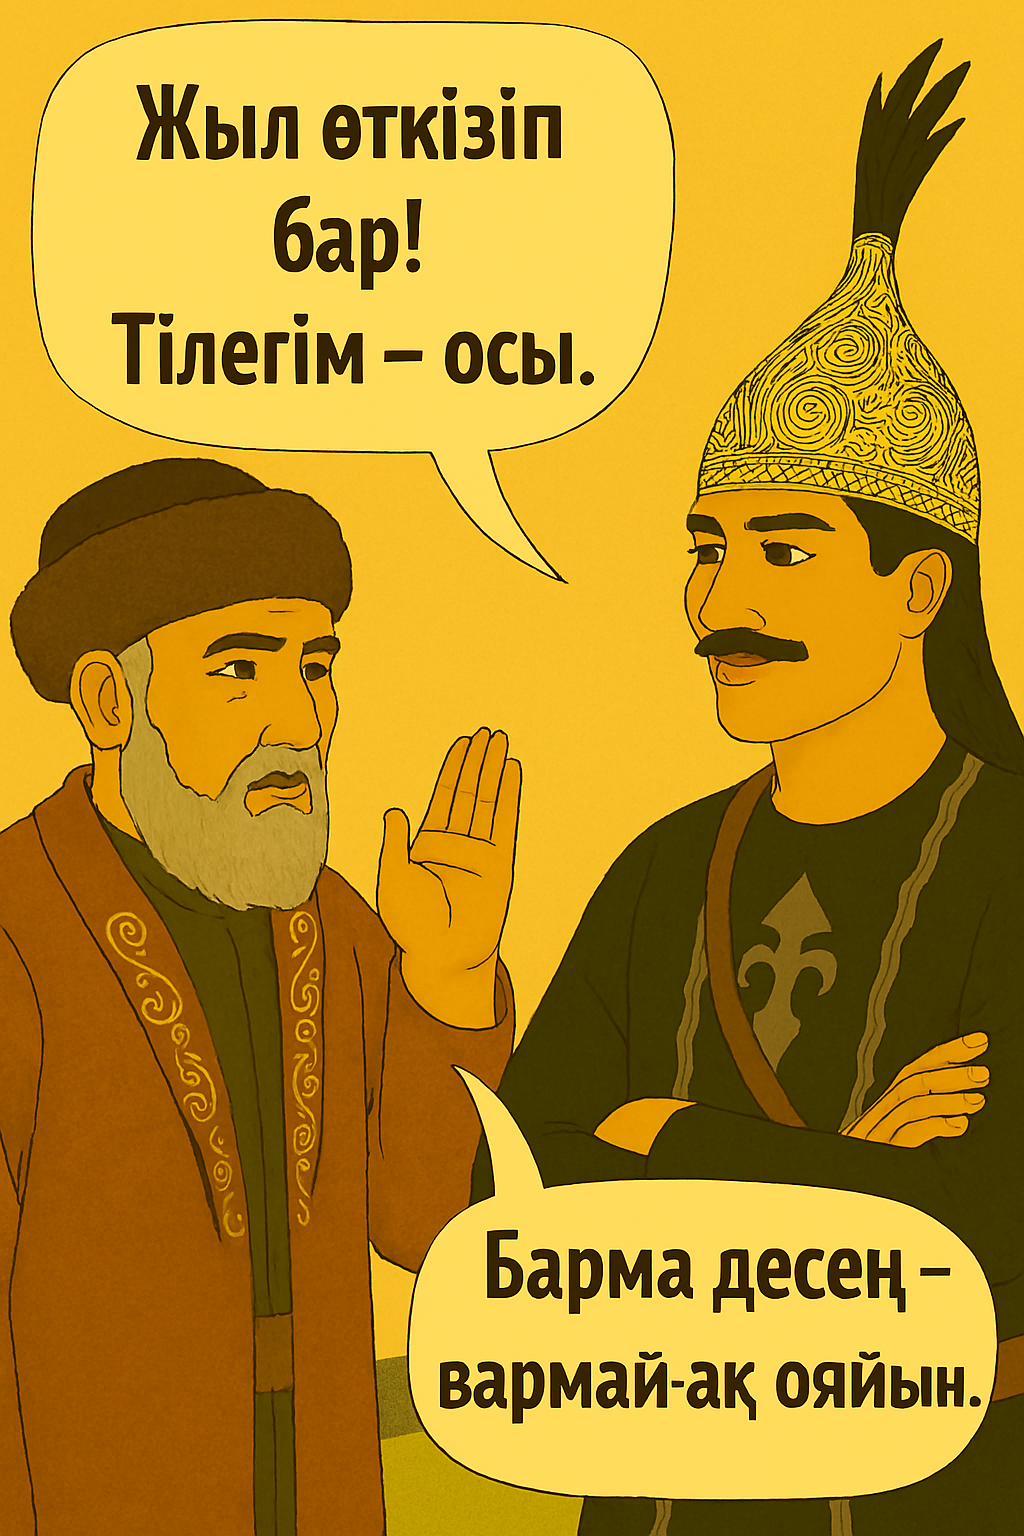 Жыл өткізіп
бар!
Тілегім – осы.
Барма десең –
вармай-ақ ояйын.